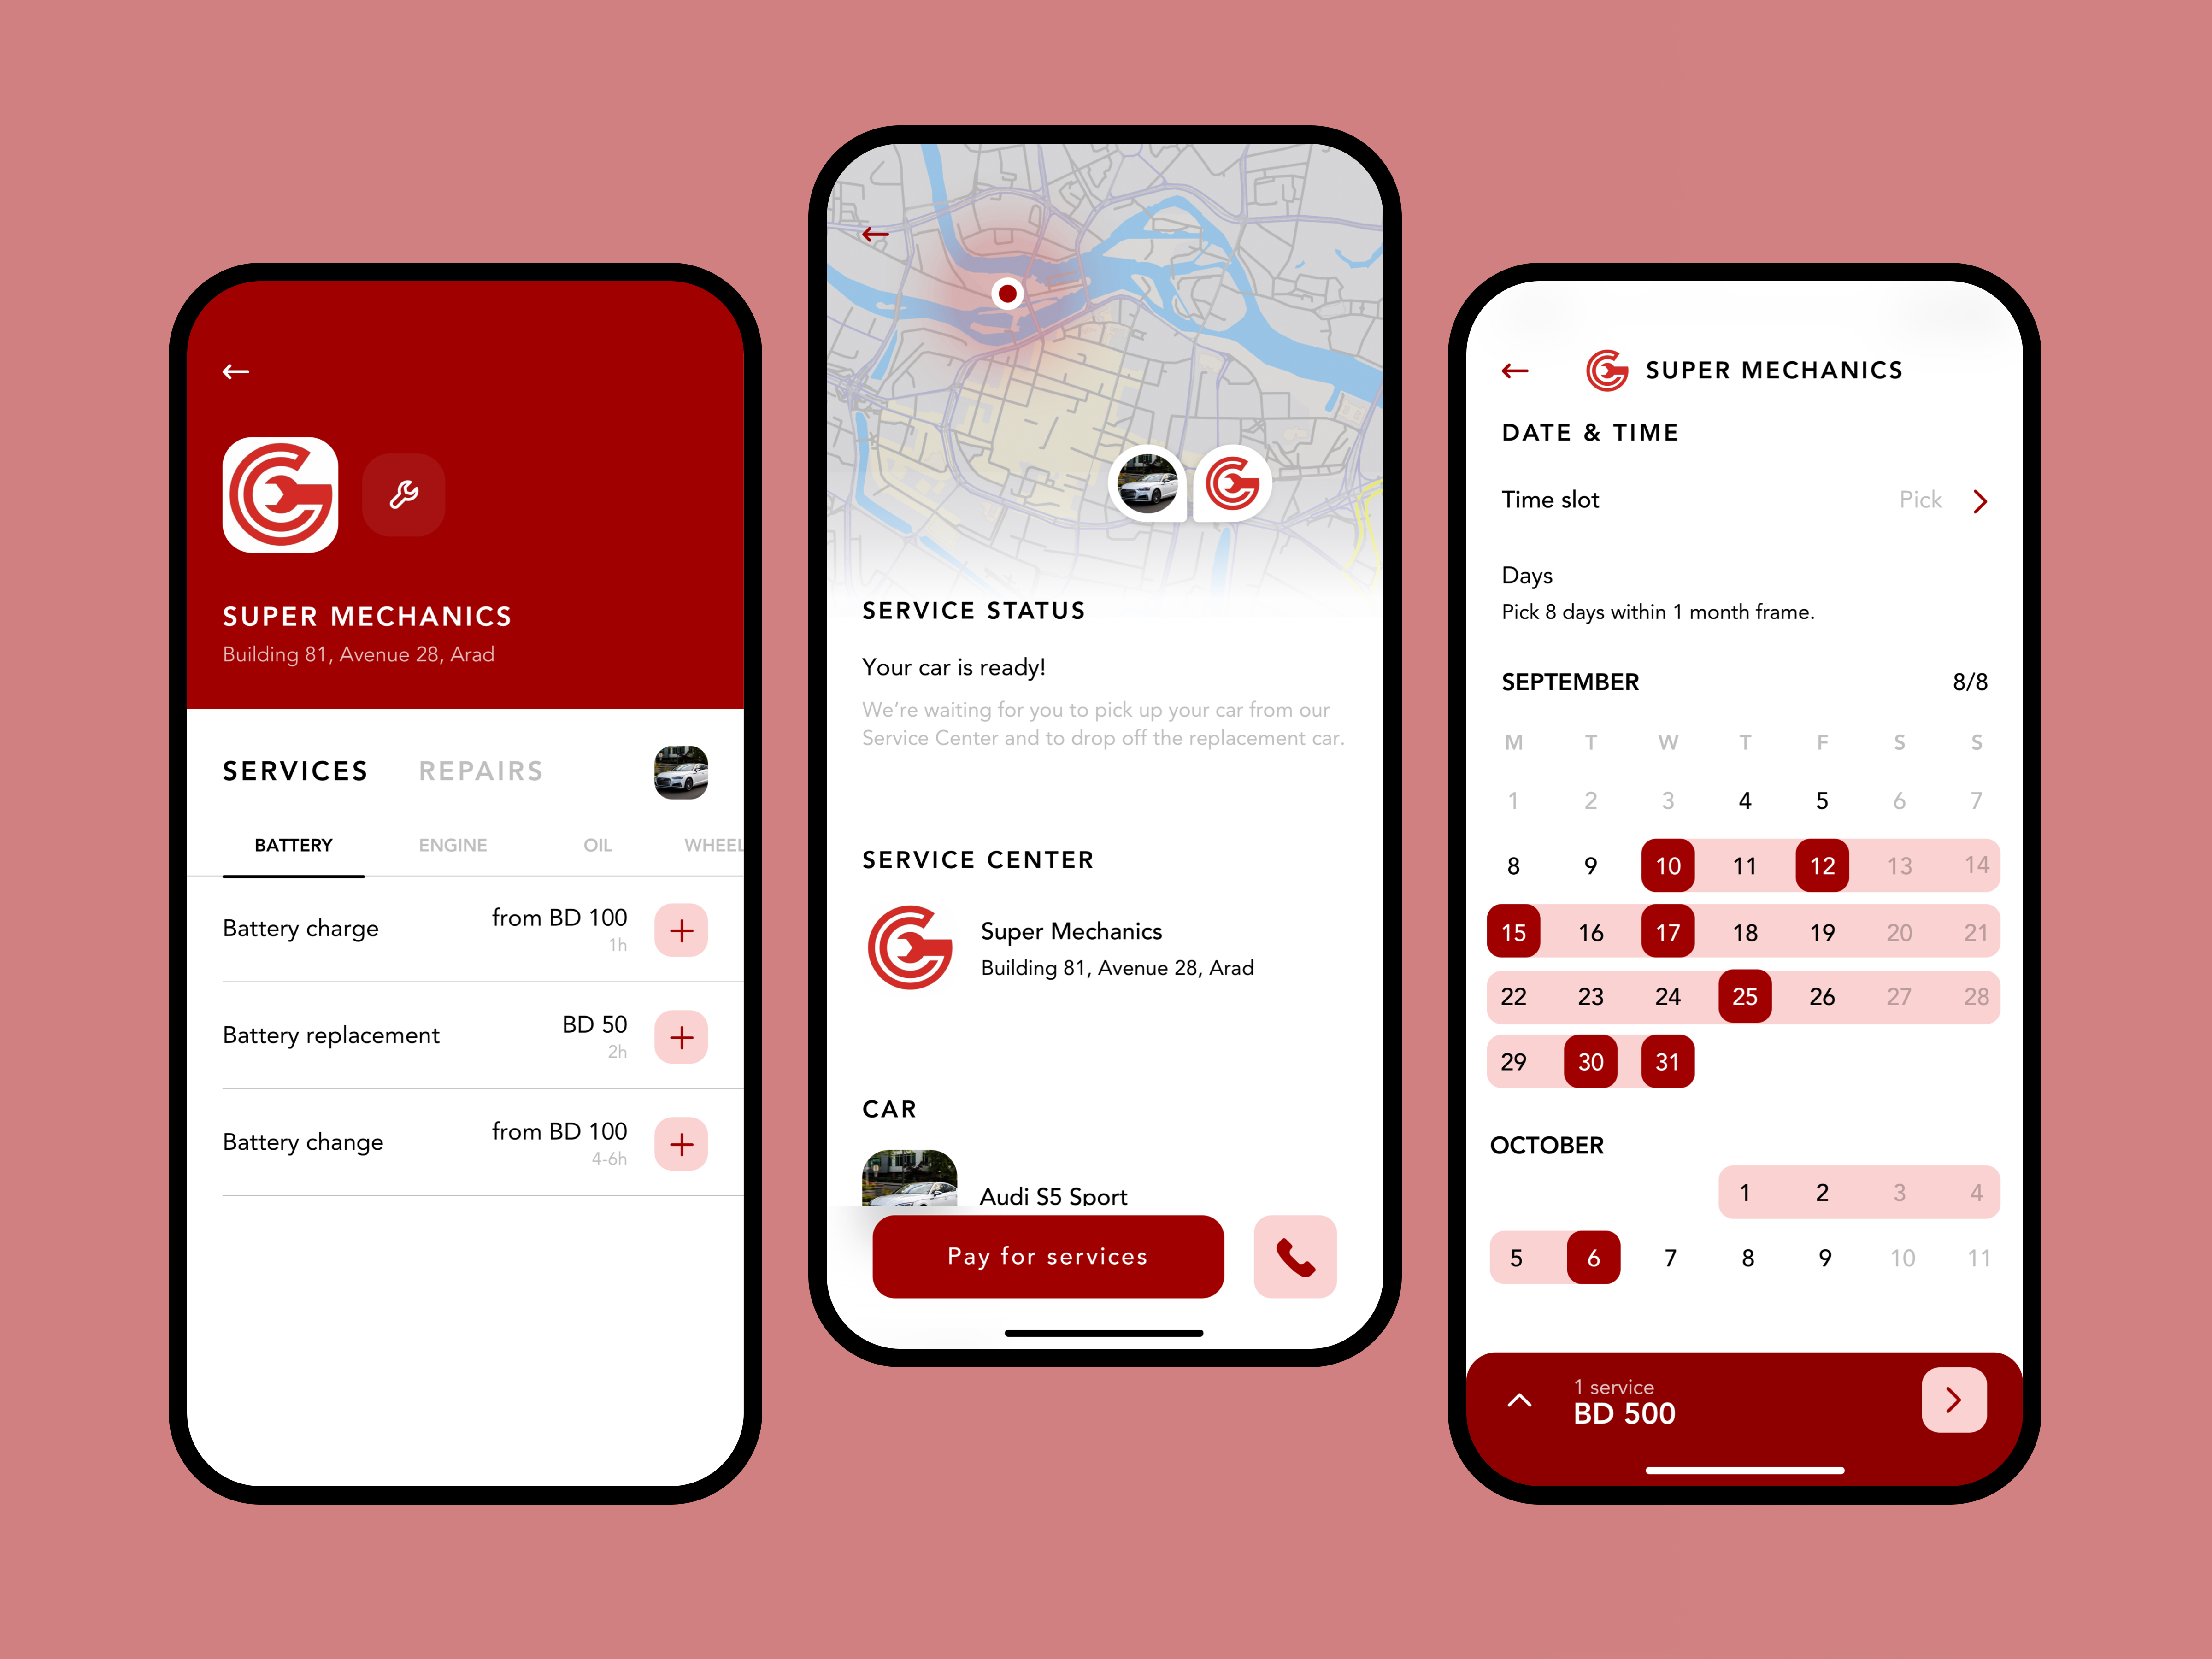 SUPER MECHANICS
Building 81, Avenue 28, Arad
SERVICES REPAIRS
BATTERY ENGINE OIL WHEEL
Battery charge from BD 100
1h
Battery replacement BD 50
2h
Battery change from BD 100
4-6h
SERVICE STATUS
Your car is ready!
We're waiting for you to pick up your car from our
Service Center and to drop off the replacement car.
SERVICE CENTER
Super Mechanics
Building 81, Avenue 28, Arad
CAR
Audi S5 Sport
Pay for services
SUPER MECHANICS
DATE & TIME
Time slot Pick
Days
Pick 8 days within 1 month frame.
SEPTEMBER 8/8
M T W T F S S
1 2 3 4 5 6 7
8 9 10 11 12 13 14
15 16 17 18 19 20 21
22 23 24 25 26 27 28
29 30 31
OCTOBER
1 2 3 4
5 6 7 8 9 10 11
1 service
BD 500